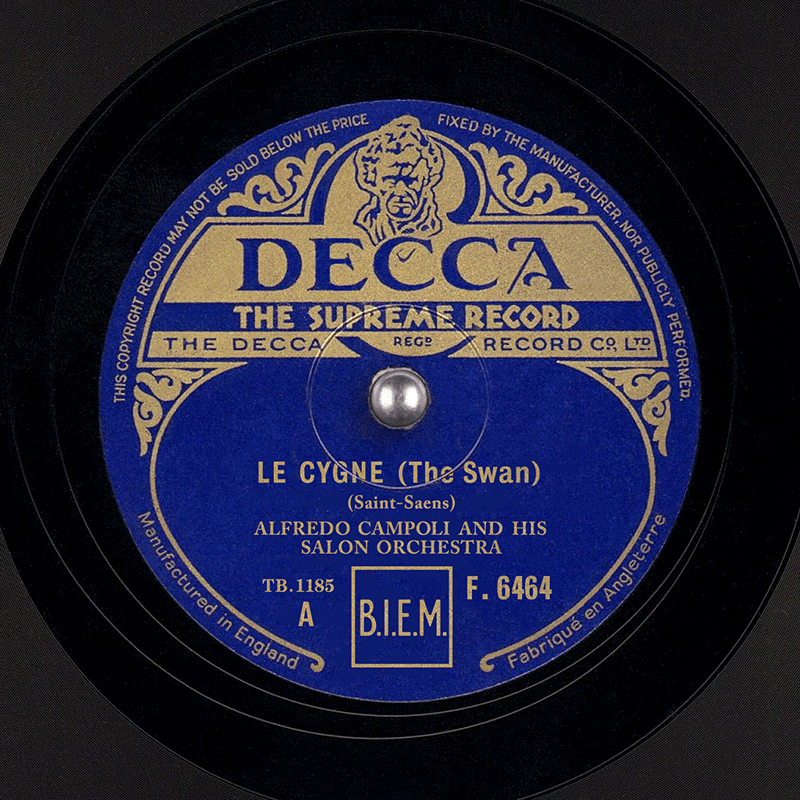 THIS COPYRIGHT RECORD MAY NOT BE SOLD BELOW THE PRICE FIXED BY THE MANUFACTURER, NOR PUBLICLY PERFORMED.
DECCA
THE SUPREME RECORD
THE DECCA REGD RECORD CO, LTD
LE CYGNE (The Swan)
(Saint-Saens)
ALFREDO CAMPOLI AND HIS
SALON ORCHESTRA
TB.1185 F. 6464
A
B.I.E.M.
Manufactured in England
Fabriqué en Angleterre